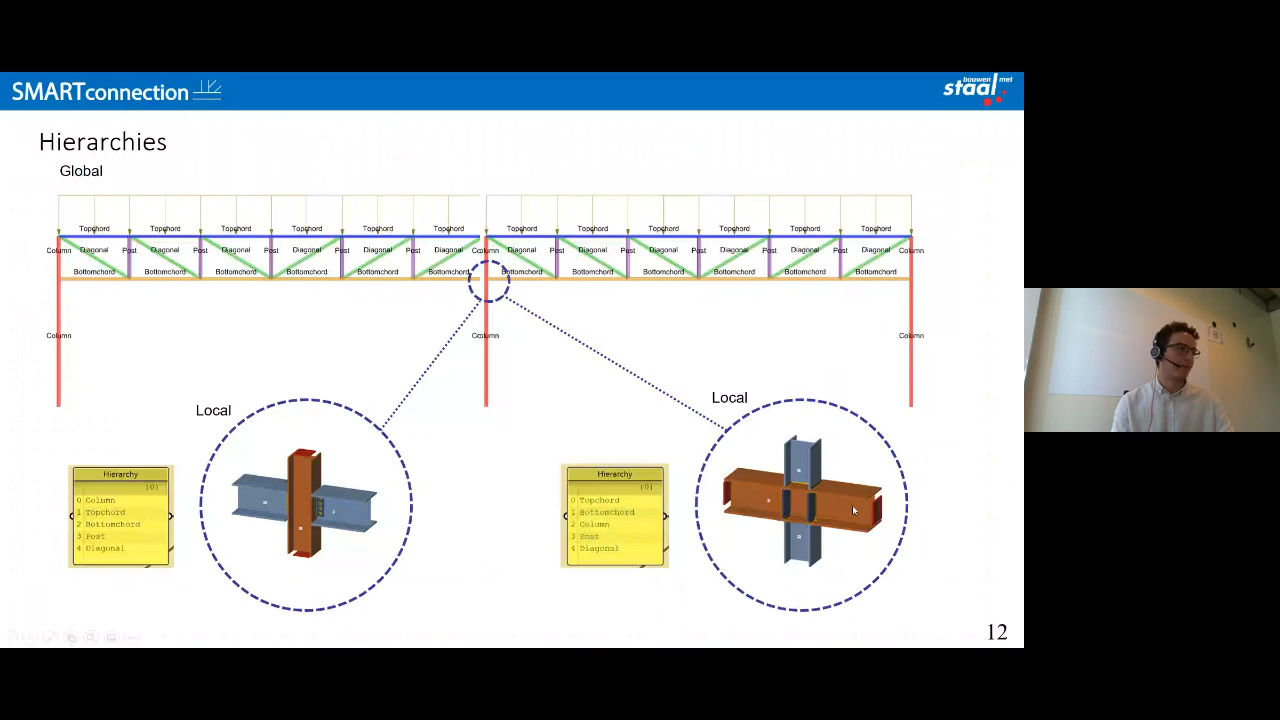 SMARTconnection
bouwen met
staal
Hierarchies
Global
Topchord Topchord Topchord Topchord Topchord Topchord Topchord Topchord Topchord Topchord Topchord Topchord
Column Diagonal Post Diagonal Post Diagonal Post Diagonal Post Diagonal Post Diagonal Column Diagonal Post Diagonal Post Diagonal Post Diagonal Post Diagonal Post Diagonal Column
Bottomchord Bottomchord Bottomchord Bottomchord Bottomchord Bottomchord Bottomchord Bottomchord Bottomchord Bottomchord Bottomchord Bottomchord
Column Column Column
Local
Hierarchy
{0}
0 Column
1 Topchord
2 Bottomchord
3 Post
4 Diagonal
Local
Hierarchy
{0}
0 Topchord
1 Bottomchord
2 Column
3 Post
4 Diagonal
12